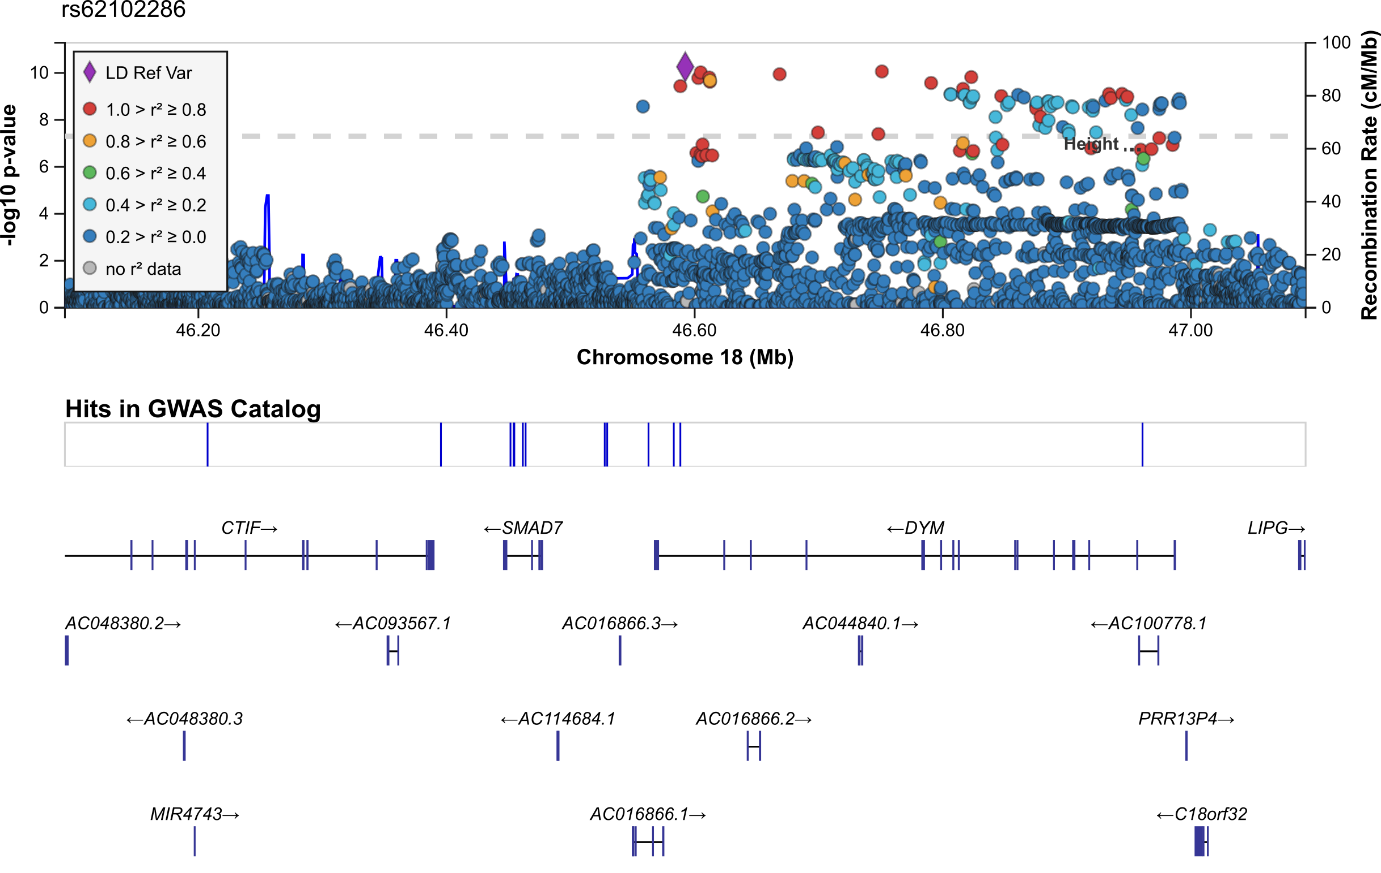 rs62102286
-log10 p-value
10
8
6
4
2
0
LD Ref Var
1.0 > r² ≥ 0.8
0.8 > r² ≥ 0.6
0.6 > r² ≥ 0.4
0.4 > r² ≥ 0.2
0.2 > r² ≥ 0.0
no r² data
Height ...
100
80
60
40
20
0
Recombination Rate (cM/Mb)
46.20 46.40 46.60 46.80 47.00
Chromosome 18 (Mb)
Hits in GWAS Catalog
CTIF→ ←SMAD7 ←DYM LIPG→
AC048380.2→ ←AC093567.1 AC016866.3→ AC044840.1→ ←AC100778.1
←AC048380.3 ←AC114684.1 AC016866.2→ PRR13P4→
MIR4743→ AC016866.1→ ←C18orf32